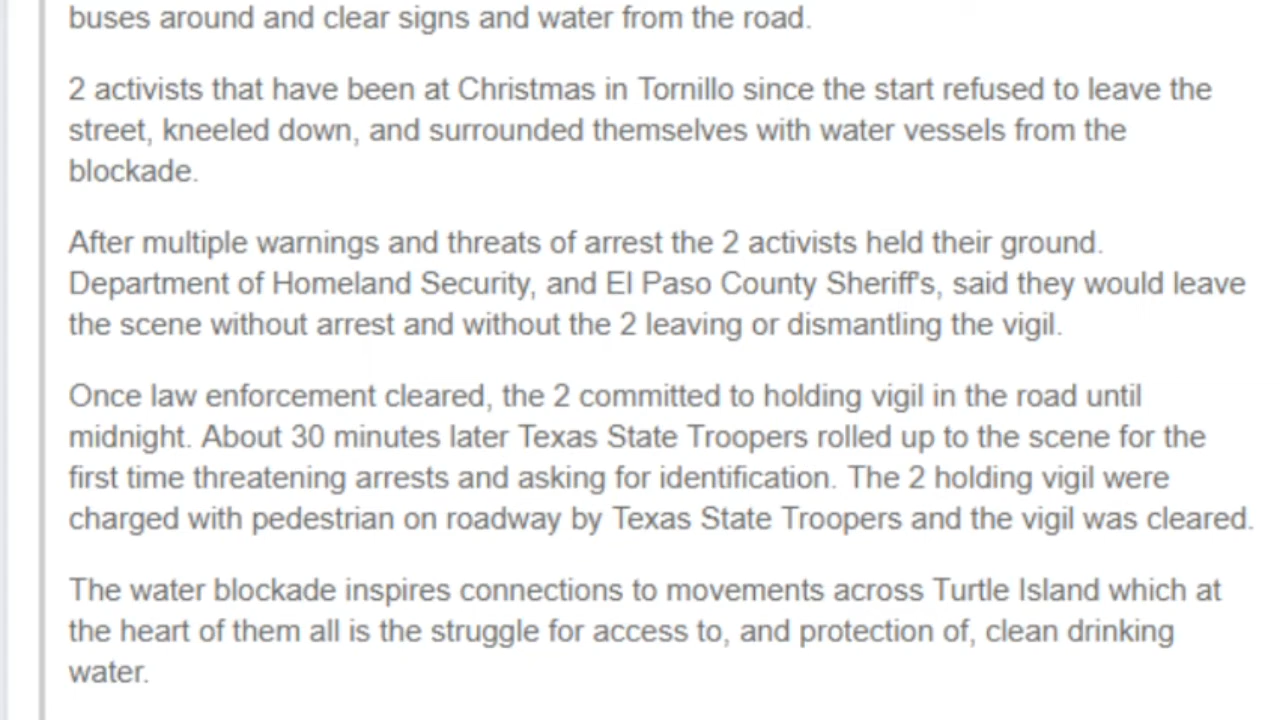 buses around and clear signs and water from the road.
2 activists that have been at Christmas in Tornillo since the start refused to leave the
street, kneeled down, and surrounded themselves with water vessels from the
blockade.
After multiple warnings and threats of arrest the 2 activists held their ground.
Department of Homeland Security, and El Paso County Sheriff's, said they would leave
the scene without arrest and without the 2 leaving or dismantling the vigil.
Once law enforcement cleared, the 2 committed to holding vigil in the road until
midnight. About 30 minutes later Texas State Troopers rolled up to the scene for the
first time threatening arrests and asking for identification. The 2 holding vigil were
charged with pedestrian on roadway by Texas State Troopers and the vigil was cleared.
The water blockade inspires connections to movements across Turtle Island which at
the heart of them all is the struggle for access to, and protection of, clean drinking
water.